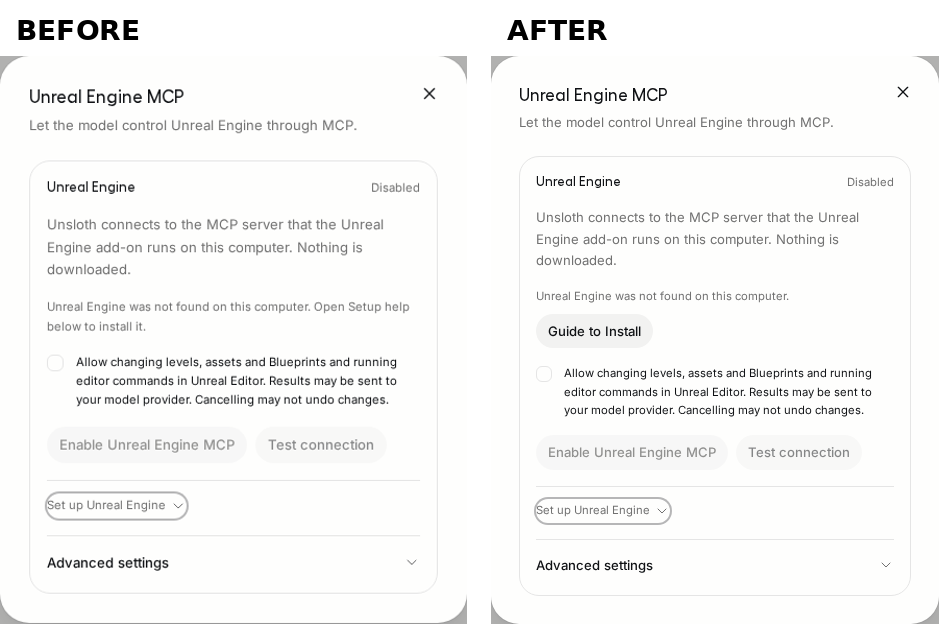 BEFORE
Unreal Engine MCP
Let the model control Unreal Engine through MCP.
Unreal Engine
Disabled
Unsloth connects to the MCP server that the Unreal
Engine add-on runs on this computer. Nothing is
downloaded.
Unreal Engine was not found on this computer. Open Setup help
below to install it.
Allow changing levels, assets and Blueprints and running
editor commands in Unreal Editor. Results may be sent to
your model provider. Cancelling may not undo changes.
Enable Unreal Engine MCP
Test connection
Set up Unreal Engine
Advanced settings
AFTER
Unreal Engine MCP
Let the model control Unreal Engine through MCP.
Unreal Engine
Disabled
Unsloth connects to the MCP server that the Unreal
Engine add-on runs on this computer. Nothing is
downloaded.
Unreal Engine was not found on this computer.
Guide to Install
Allow changing levels, assets and Blueprints and running
editor commands in Unreal Editor. Results may be sent to
your model provider. Cancelling may not undo changes.
Enable Unreal Engine MCP
Test connection
Set up Unreal Engine
Advanced settings